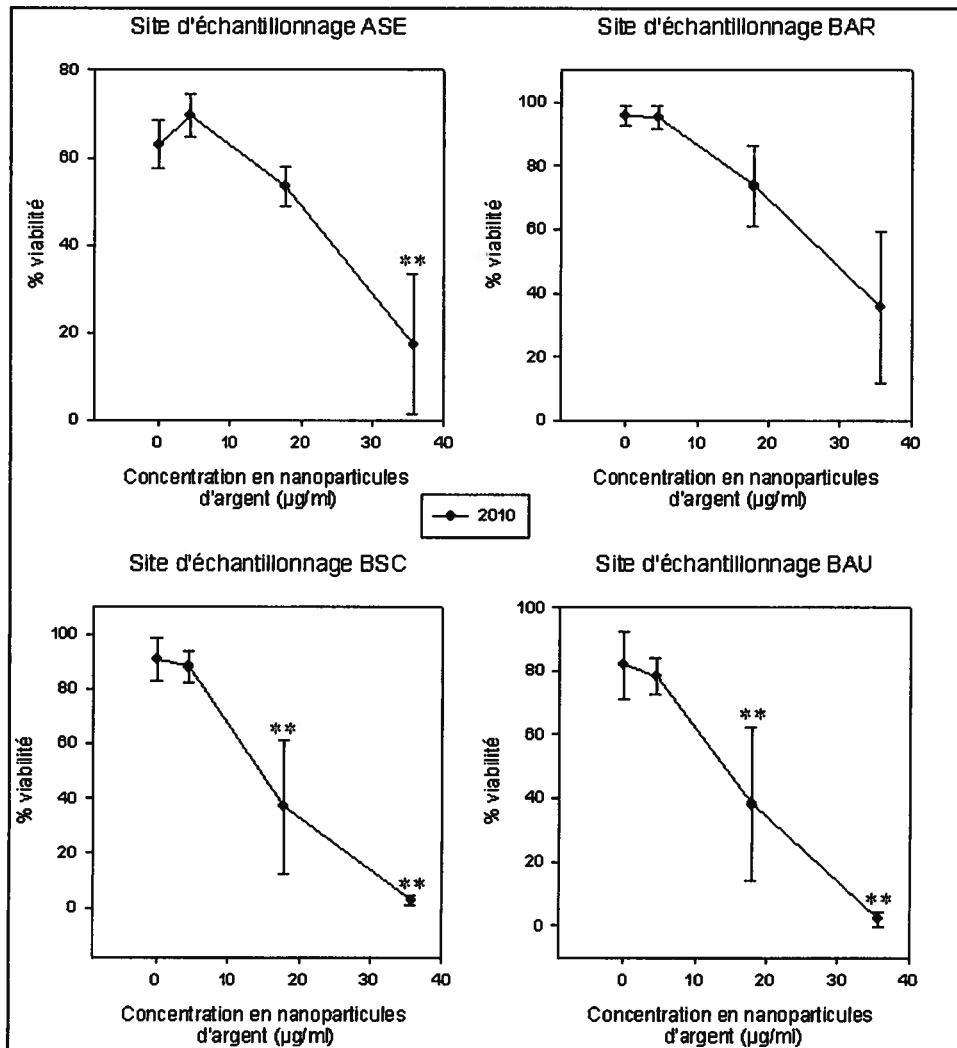 Site d'échantillonnage ASE
80
60
40
20
0
% viabilité
**
0 10 20 30 40
Concentration en nanoparticules
d'argent (µg/ml)
Site d'échantillonnage BAR
100
80
60
40
20
0
% viabilité
0 10 20 30 40
Concentration en nanoparticules
d'argent (µg/ml)
2010
Site d'échantillonnage BSC
100
80
60
40
20
0
% viabilité
**
**
0 10 20 30 40
Concentration en nanoparticules
d'argent (µg/ml)
Site d'échantillonnage BAU
100
80
60
40
20
0
% viabilité
**
**
0 10 20 30 40
Concentration en nanoparticules
d'argent (µg/ml)